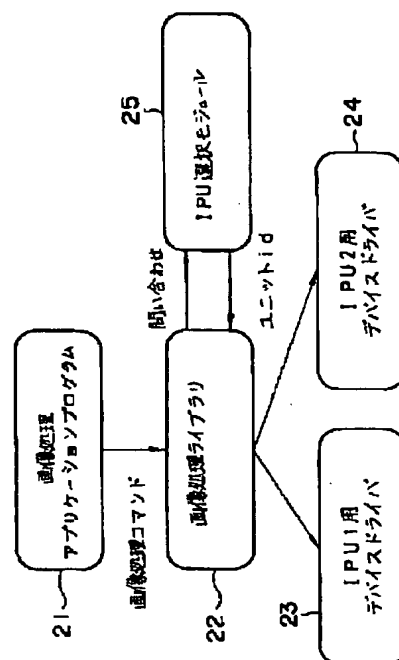 21
画像処理
アプリケーションプログラム
画像処理コマンド
22
画像処理ライブラリ
問い合わせ
ユニットid
25
IPU選択モジュール
23
IPU1用
デバイスドライバ
24
IPU2用
デバイスドライバ